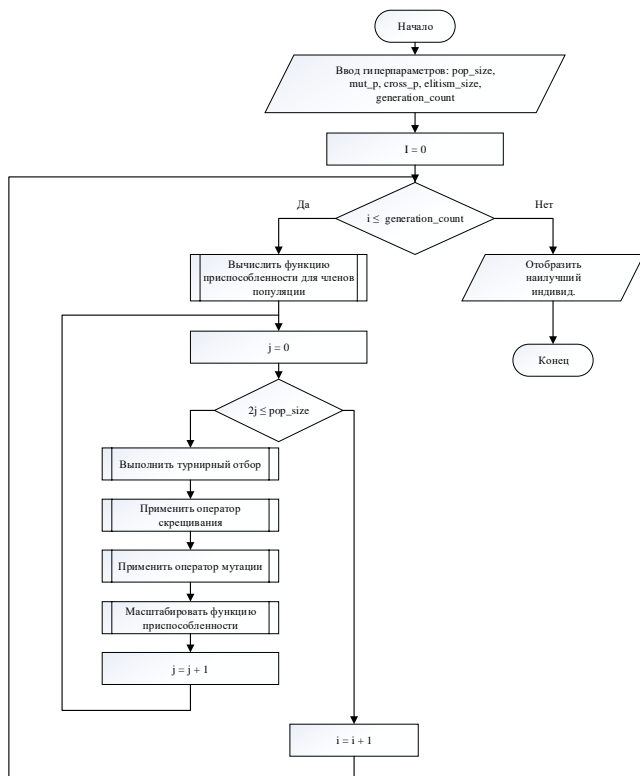 Начало
Ввод гиперпараметров: pop_size,
mut_p, cross_p, elitism_size,
generation_count
I = 0
i ≤ generation_count
Да
Нет
Вычислить функцию
приспособленности для членов
популяции
Отобразить
наилучший
индивид.
j = 0
Конец
2j ≤ pop_size
Выполнить турнирный отбор
Применить оператор
скрещивания
Применить оператор мутации
Масштабировать функцию
приспособленности
j = j + 1
i = i + 1